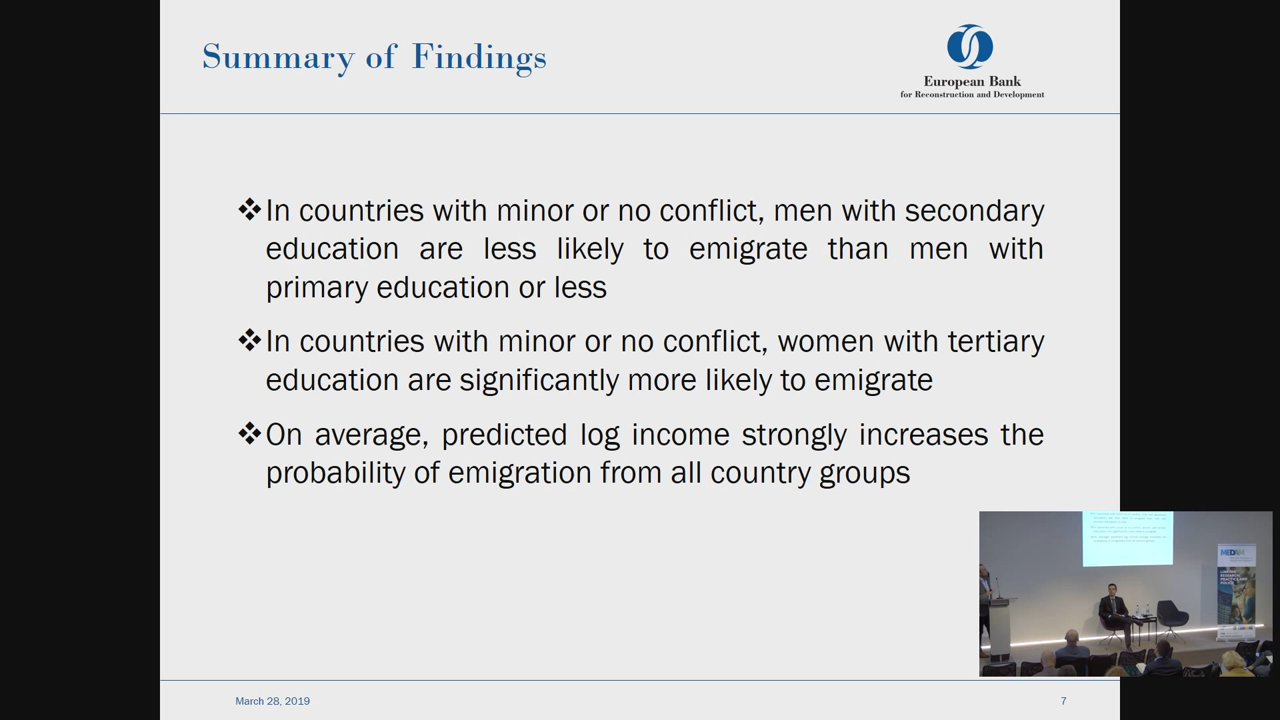 Summary of Findings
European Bank
for Reconstruction and Development
❖In countries with minor or no conflict, men with secondary
education are less likely to emigrate than men with
primary education or less
❖In countries with minor or no conflict, women with tertiary
education are significantly more likely to emigrate
❖On average, predicted log income strongly increases the
probability of emigration from all country groups
MEDAM
March 28, 2019
7